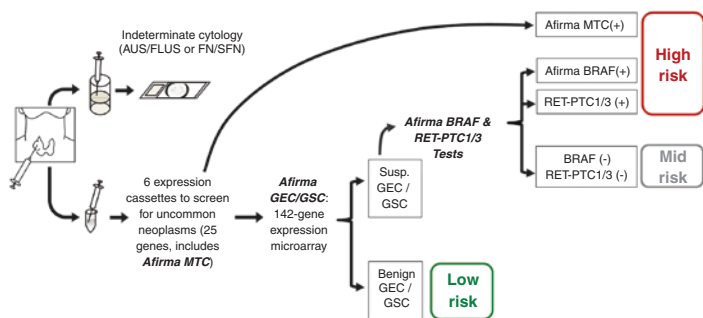 Indeterminate cytology
(AUS/FLUS or FN/SFN)
6 expression
cassettes to screen
for uncommon
neoplasms (25
genes, includes
Afirma MTC)
Afirma
GEC/GSC:
142-gene
expression
microarray
Susp.
GEC /
GSC
Benign
GEC /
GSC
Low
risk
Afirma BRAF &
RET-PTC1/3
Tests
Afirma MTC(+)
Afirma BRAF(+)
RET-PTC1/3 (+)
High
risk
BRAF (-)
RET-PTC1/3 (-)
Mid
risk